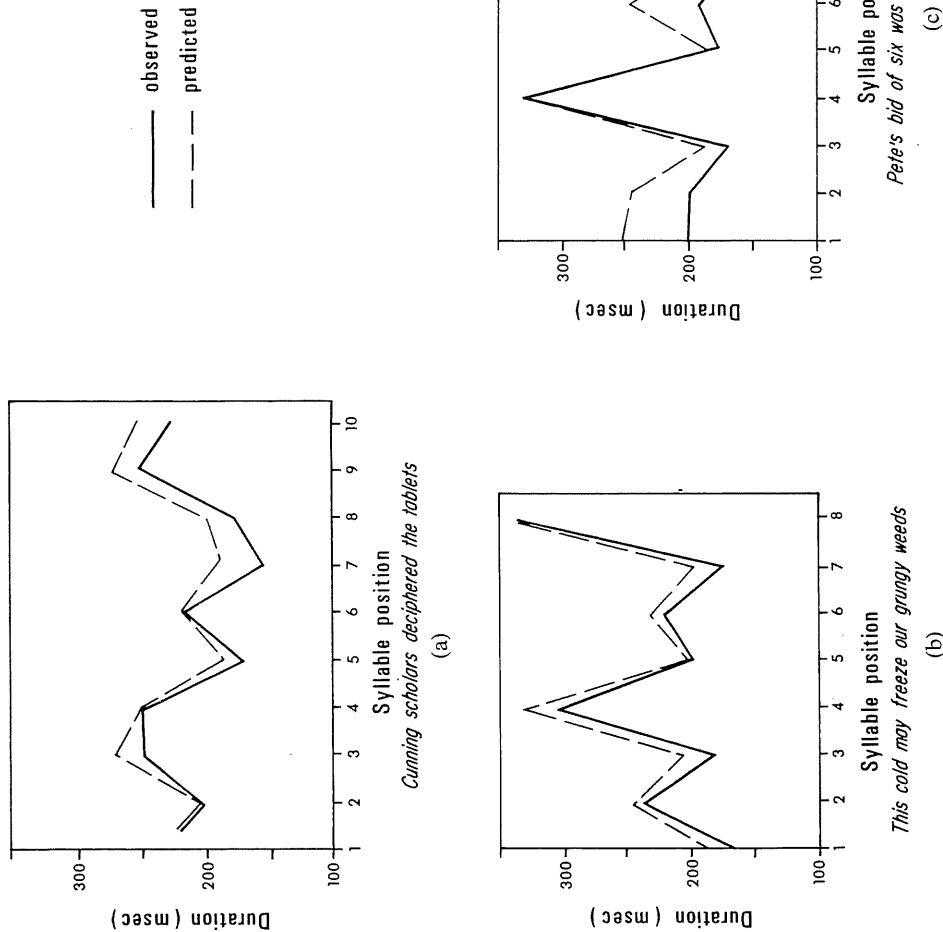 observed
predicted
Duration ( msec )
300
200
100
1 2 3 4 5 6 7 8 9 10
Syllable position
Cunning scholars deciphered the tablets
(a)
Duration ( msec )
300
200
100
1 2 3 4 5 6 7 8
Syllable position
This cold may freeze our grungy weeds
(b)
Duration ( msec )
300
200
100
1 2 3 4 5 6
Syllable po
Pete's bid of six was
(c)